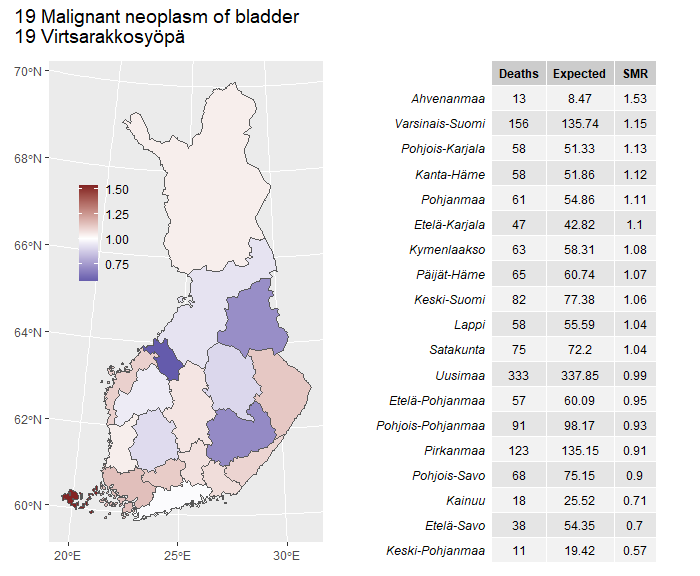 19 Malignant neoplasm of bladder
19 Virtsarakkosyöpä
70°N
68°N
66°N
64°N
62°N
60°N
20°E 25°E 30°E
1.50
1.25
1.00
0.75
Deaths Expected SMR
Ahvenanmaa 13 8.47 1.53
Varsinais-Suomi 156 135.74 1.15
Pohjois-Karjala 58 51.33 1.13
Kanta-Häme 58 51.86 1.12
Pohjanmaa 61 54.86 1.11
Etelä-Karjala 47 42.82 1.1
Kymenlaakso 63 58.31 1.08
Päijät-Häme 65 60.74 1.07
Keski-Suomi 82 77.38 1.06
Lappi 58 55.59 1.04
Satakunta 75 72.2 1.04
Uusimaa 333 337.85 0.99
Etelä-Pohjanmaa 57 60.09 0.95
Pohjois-Pohjanmaa 91 98.17 0.93
Pirkanmaa 123 135.15 0.91
Pohjois-Savo 68 75.15 0.9
Kainuu 18 25.52 0.71
Etelä-Savo 38 54.35 0.7
Keski-Pohjanmaa 11 19.42 0.57